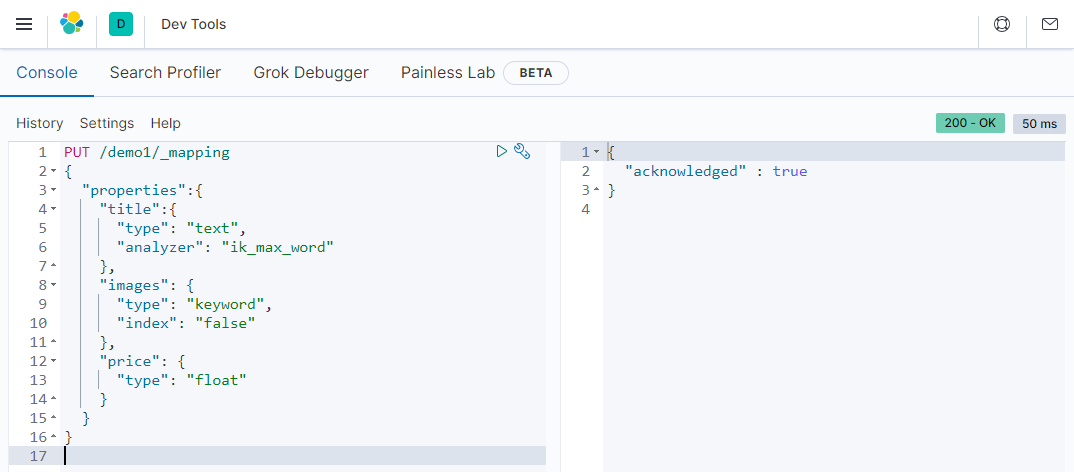 D Dev Tools
Console Search Profiler Grok Debugger Painless Lab BETA
History Settings Help 200 - OK 50 ms
1 PUT /demo1/_mapping
2 {
3 "properties":{
4 "title":{
5 "type": "text",
6 "analyzer": "ik_max_word"
7 },
8 "images": {
9 "type": "keyword",
10 "index": "false"
11 },
12 "price": {
13 "type": "float"
14 }
15 }
16 }
17
1 {
2 "acknowledged" : true
3 }
4